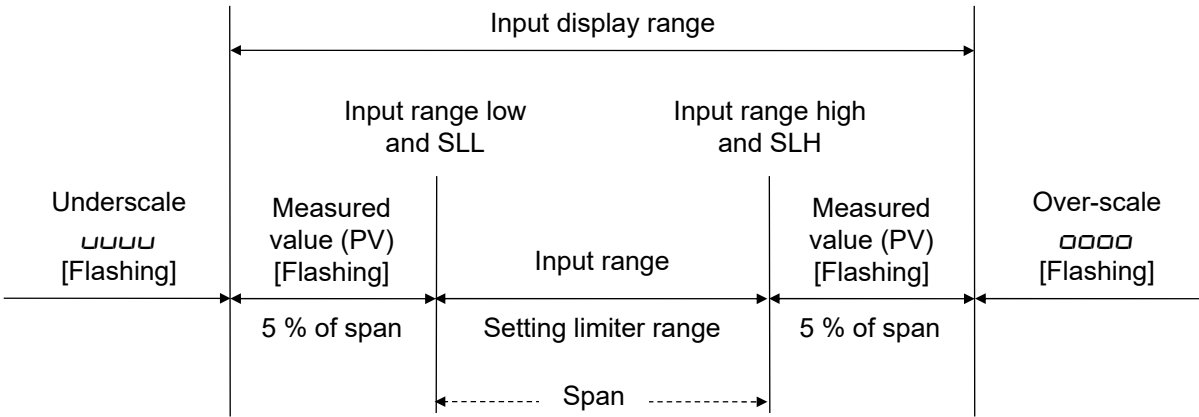 Input display range
Input range low
and SLL
Input range high
and SLH
Underscale
uuuu
[Flashing]
Measured
value (PV)
[Flashing]
Input range
Measured
value (PV)
[Flashing]
Over-scale
oooo
[Flashing]
5 % of span
Setting limiter range
5 % of span
Span